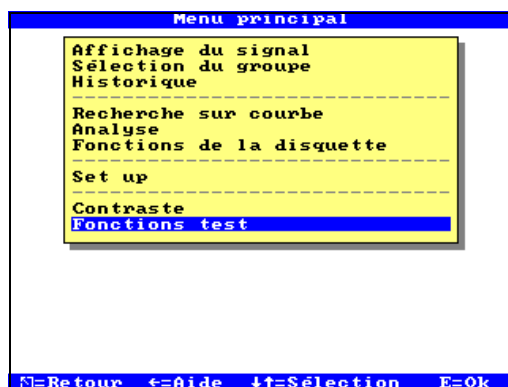 Menu principal
Affichage du signal
Sélection du groupe
Historique
Recherche sur courbe
Analyse
Fonctions de la disquette
Set up
Contraste
Fonctions test
=Retour ←=Aide ↓↑=Sélection E=Ok